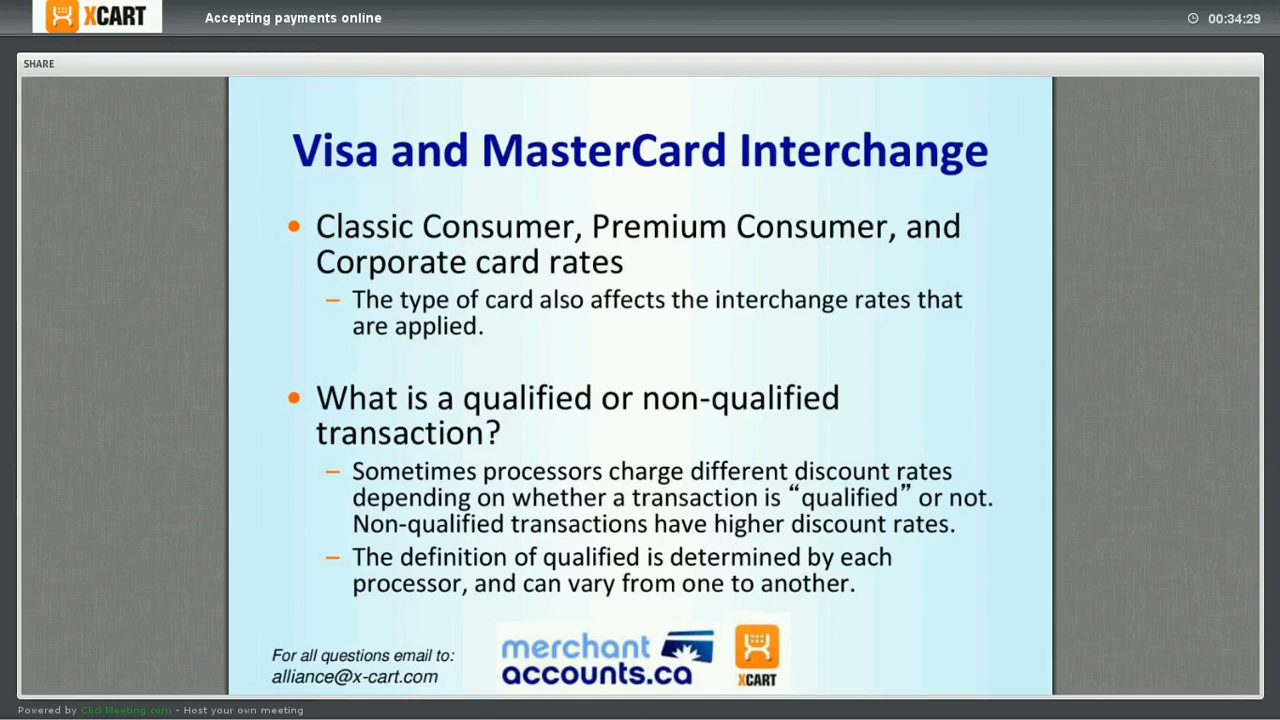 XCART
Accepting payments online
00:34:29
SHARE
Visa and MasterCard Interchange
• Classic Consumer, Premium Consumer, and
Corporate card rates
– The type of card also affects the interchange rates that
are applied.
• What is a qualified or non-qualified
transaction?
– Sometimes processors charge different discount rates
depending on whether a transaction is “qualified” or not.
Non-qualified transactions have higher discount rates.
– The definition of qualified is determined by each
processor, and can vary from one to another.
For all questions email to:
alliance@x-cart.com
merchant
accounts.ca
XCART
Powered by ClickMeeting.com - Host your own meeting